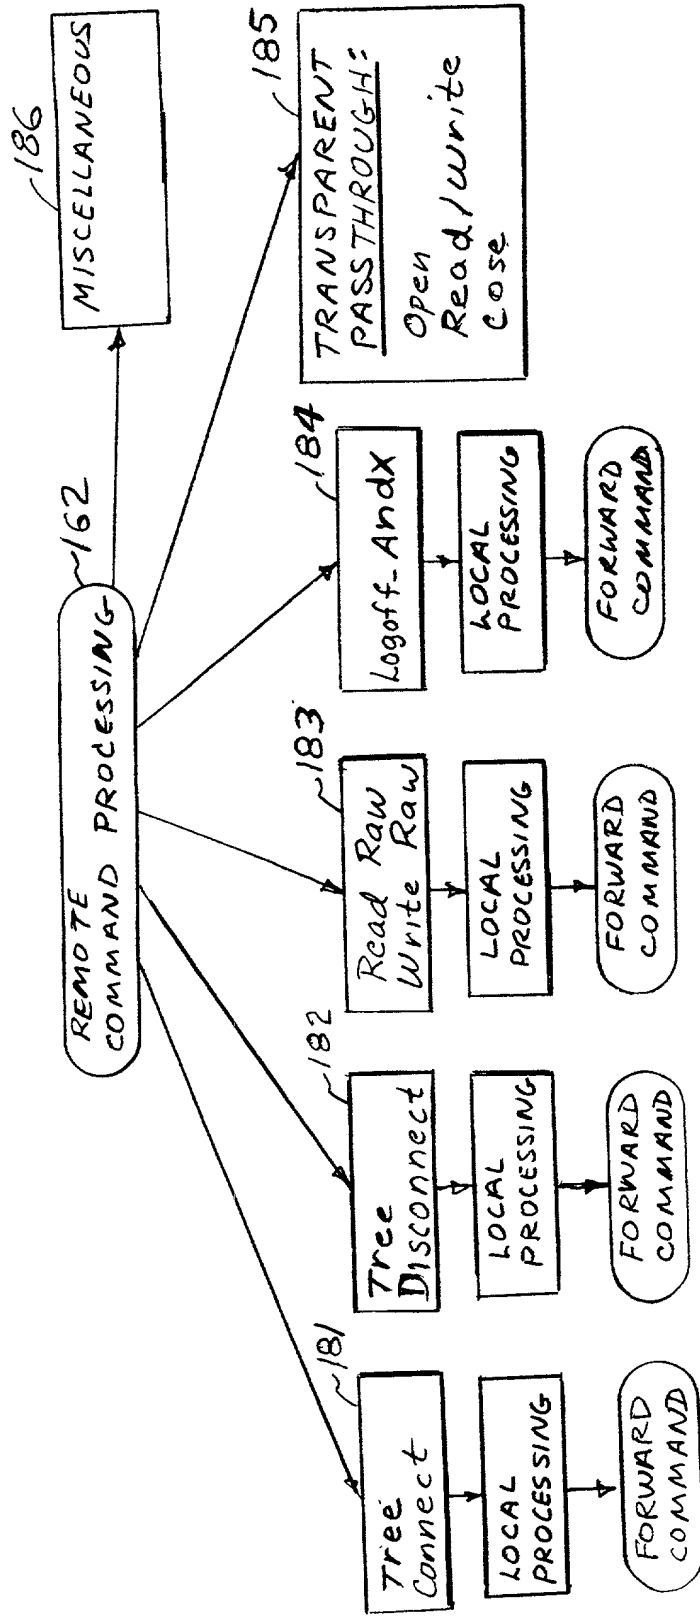 186
MISCELLANEOUS
162
REMOTE
COMMAND PROCESSING
185
TRANSPARENT
PASSTHROUGH:
Open
Read/Write
Cose
181
Tree
Connect
LOCAL
PROCESSING
FORWARD
COMMAND
182
Tree
Disconnect
LOCAL
PROCESSING
FORWARD
COMMAND
183
Read Raw
Write Raw
LOCAL
PROCESSING
FORWARD
COMMAND
184
Logoff_AndX
LOCAL
PROCESSING
FORWARD
COMMAND